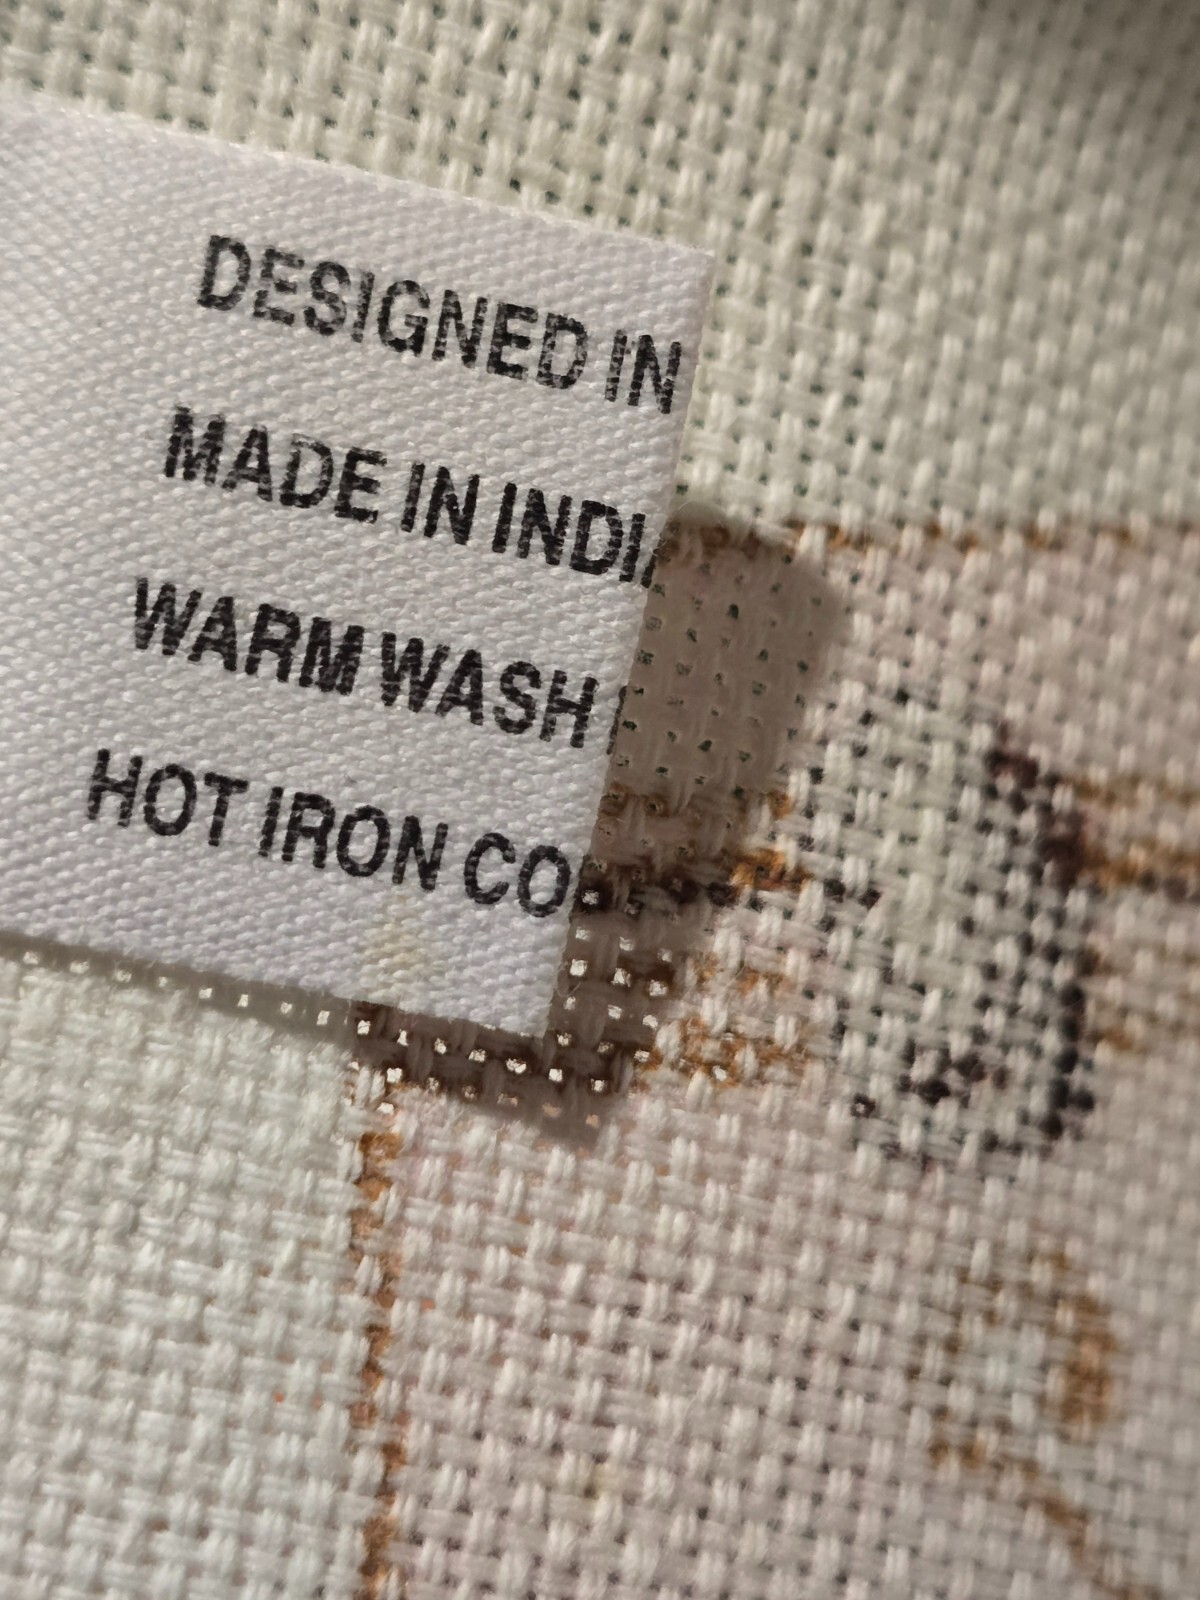 DESIGNED IN
MADE IN INDI
WARM WASH
HOT IRON CO